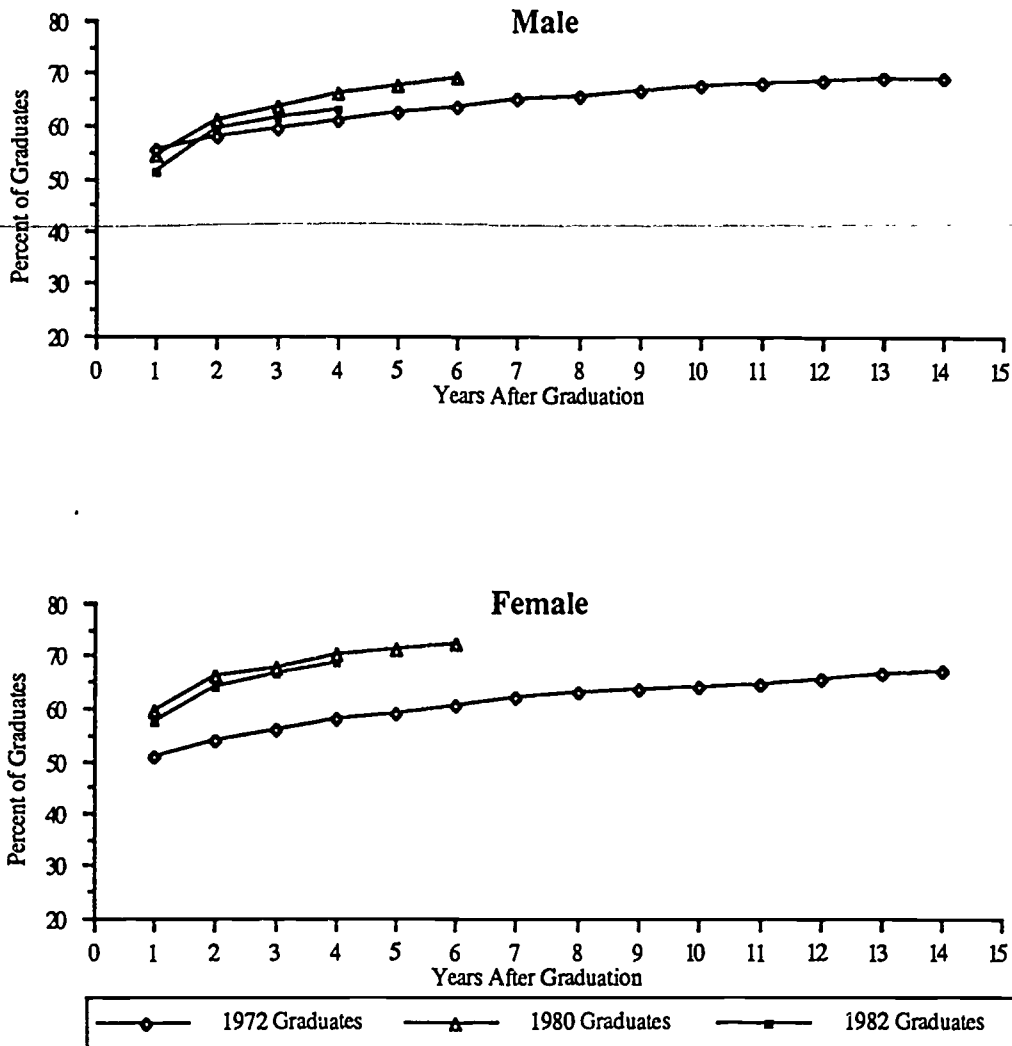 Male
Percent of Graduates
80
70
60
50
40
30
20
0 1 2 3 4 5 6 7 8 9 10 11 12 13 14 15
Years After Graduation
Female
Percent of Graduates
80
70
60
50
40
30
20
0 1 2 3 4 5 6 7 8 9 10 11 12 13 14 15
Years After Graduation
1972 Graduates 1980 Graduates 1982 Graduates